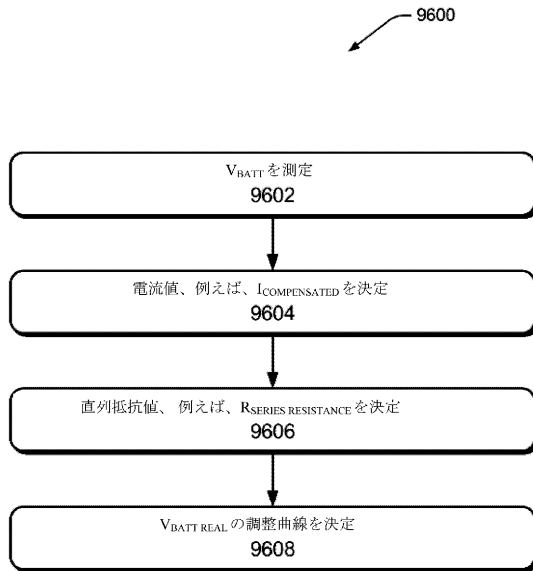 9600
V_BATT を測定
9602
電流値、例えば、I_COMPENSATED を決定
9604
直列抵抗値、例えば、R_SERIES RESISTANCE を決定
9606
V_BATT REAL の調整曲線を決定
9608